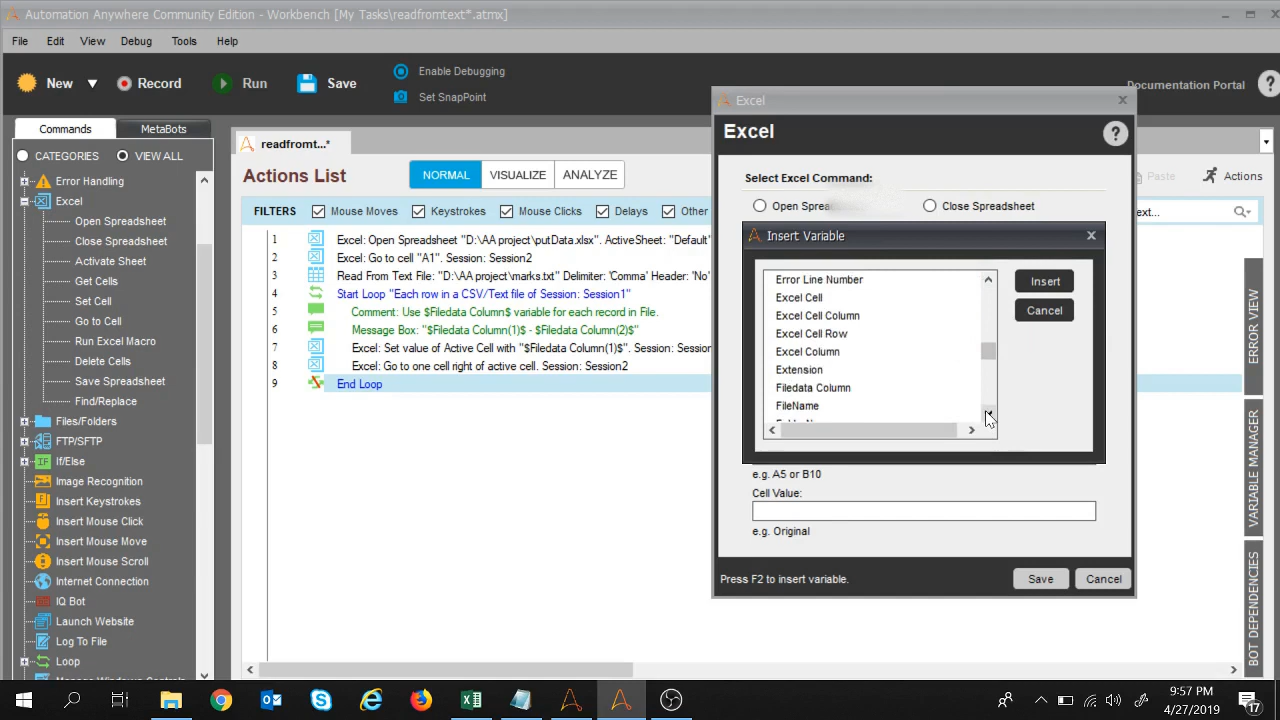 Automation Anywhere Community Edition - Workbench [My Tasks\readfromtext*.atmx]
File Edit View Debug Tools Help
New Record Run Save
Enable Debugging
Set SnapPoint
Documentation Portal ?
Commands MetaBots
CATEGORIES VIEW ALL
Error Handling
Excel
Open Spreadsheet
Close Spreadsheet
Activate Sheet
Get Cells
Set Cell
Go to Cell
Run Excel Macro
Delete Cells
Save Spreadsheet
Find/Replace
Files/Folders
FTP/SFTP
IF If/Else
Image Recognition
Insert Keystrokes
Insert Mouse Click
Insert Mouse Move
Insert Mouse Scroll
Internet Connection
IQ Bot
Launch Website
Log To File
Loop
readfromt...*
Actions List NORMAL VISUALIZE ANALYZE Paste Actions
FILTERS Mouse Moves Keystrokes Mouse Clicks Delays Other ext...
1 Excel: Open Spreadsheet "D:\AA project\putData.xlsx". ActiveSheet: "Default"
2 Excel: Go to cell "A1". Session: Session2
3 Read From Text File: "D:\AA project\marks.txt" Delimiter: 'Comma' Header: 'No'
4 Start Loop "Each row in a CSV/Text file of Session: Session1"
5 Comment: Use $Filedata Column$ variable for each record in File.
6 Message Box: "$Filedata Column(1)$ - $Filedata Column(2)$"
7 Excel: Set value of Active Cell with "$Filedata Column(1)$". Session: Session
8 Excel: Go to one cell right of active cell. Session: Session2
9 End Loop
Excel
Excel ?
Select Excel Command:
Open Sprea Close Spreadsheet
Insert Variable
Error Line Number
Excel Cell
Excel Cell Column
Excel Cell Row
Excel Column
Extension
Filedata Column
FileName
Insert
Cancel
e.g. A5 or B10
Cell Value:
e.g. Original
Press F2 to insert variable. Save Cancel
ERROR VIEW
VARIABLE MANAGER
BOT DEPENDENCIES
9:57 PM
4/27/2019
17